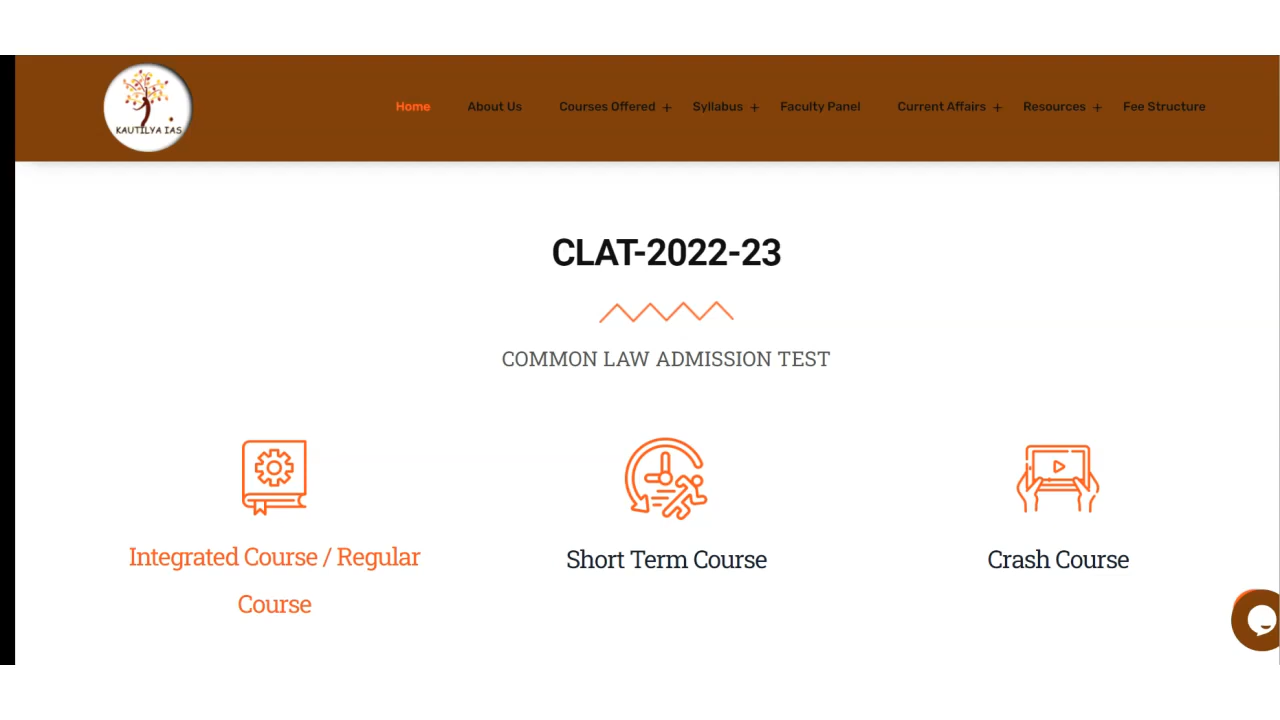 KAUTILYA IAS
Home About Us Courses Offered + Syllabus + Faculty Panel Current Affairs + Resources + Fee Structure
CLAT-2022-23
COMMON LAW ADMISSION TEST
Integrated Course / Regular
Course
Short Term Course
Crash Course